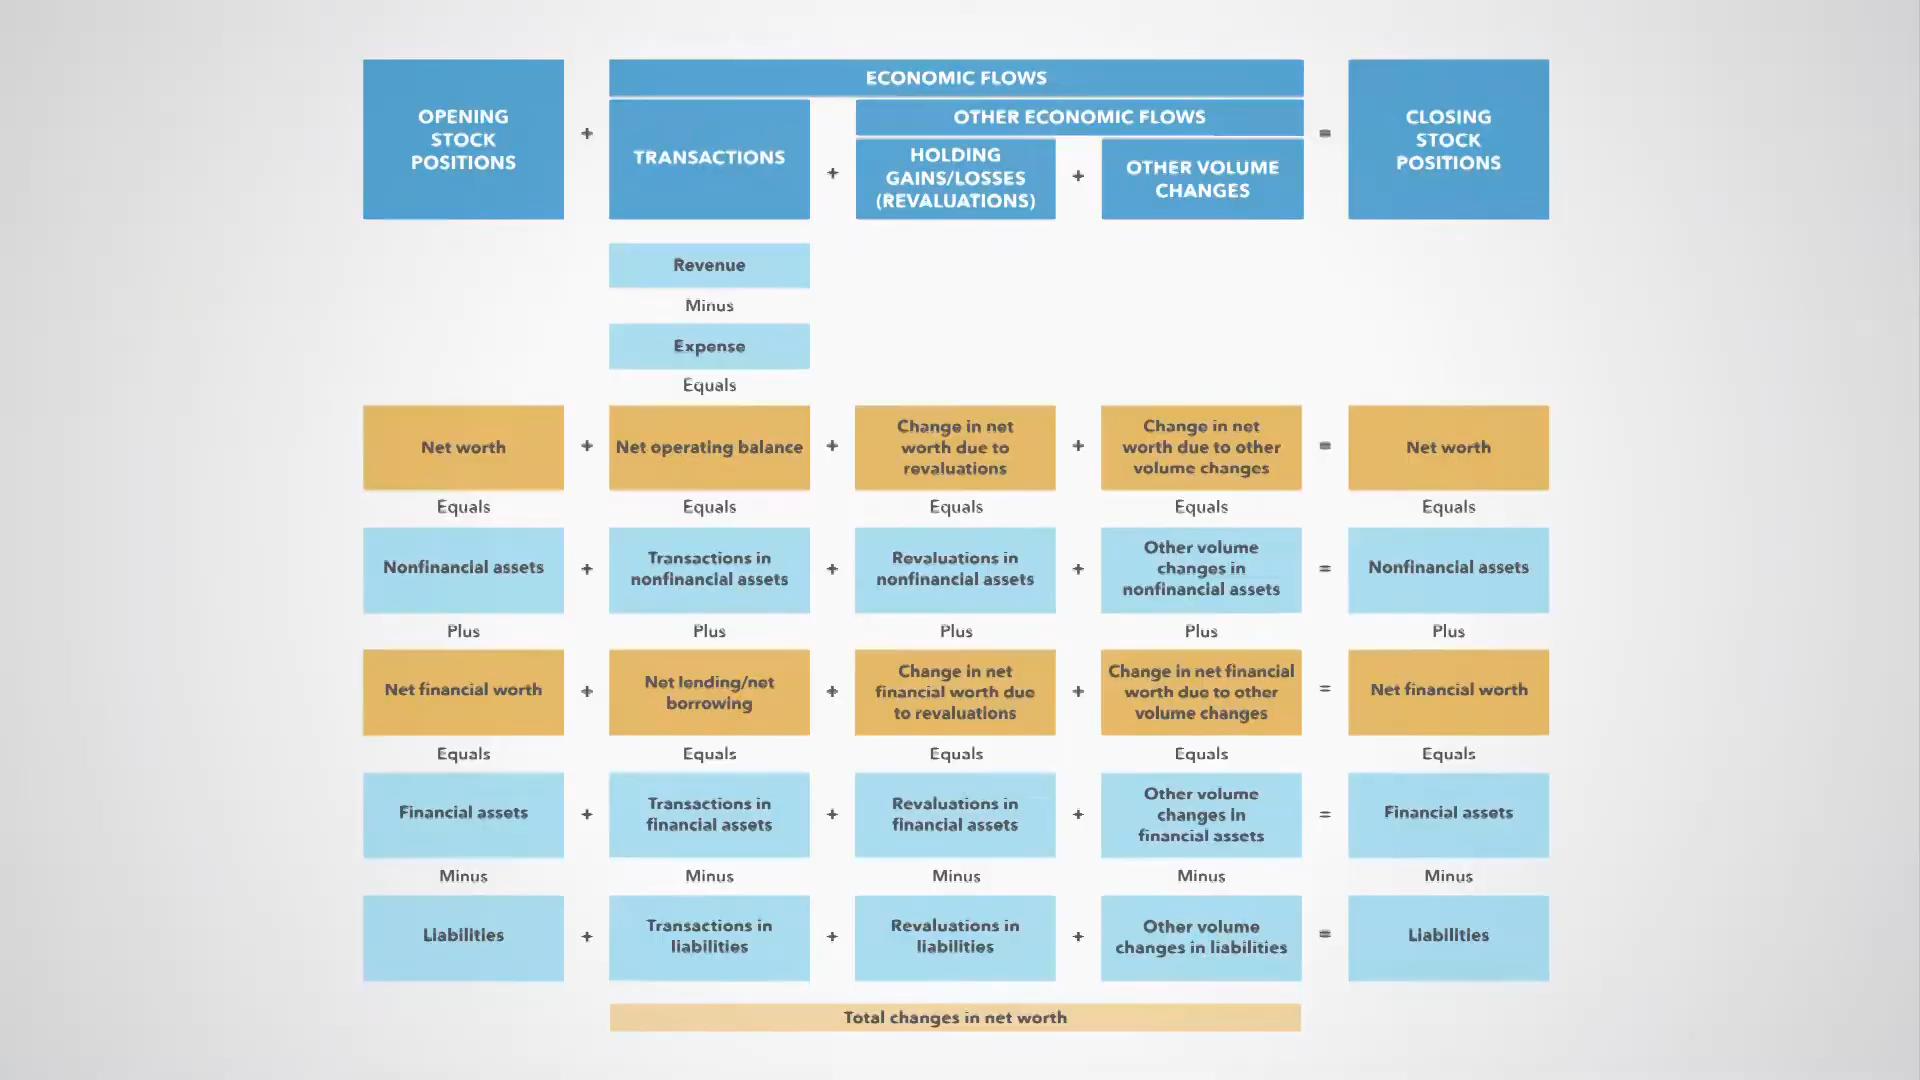 ECONOMIC FLOWS
OPENING
STOCK
POSITIONS
+
TRANSACTIONS
+
OTHER ECONOMIC FLOWS
HOLDING
GAINS/LOSSES
(REVALUATIONS)
+
OTHER VOLUME
CHANGES
=
CLOSING
STOCK
POSITIONS
Revenue
Minus
Expense
Equals
Net worth
+
Net operating balance
+
Change in net
worth due to
revaluations
+
Change in net
worth due to other
volume changes
=
Net worth
Equals
Equals
Equals
Equals
Equals
Nonfinancial assets
+
Transactions in
nonfinancial assets
+
Revaluations in
nonfinancial assets
+
Other volume
changes in
nonfinancial assets
=
Nonfinancial assets
Plus
Plus
Plus
Plus
Plus
Net financial worth
+
Net lending/net
borrowing
+
Change in net
financial worth due
to revaluations
+
Change in net financial
worth due to other
volume changes
=
Net financial worth
Equals
Equals
Equals
Equals
Equals
Financial assets
+
Transactions in
financial assets
+
Revaluations in
financial assets
+
Other volume
changes in
financial assets
=
Financial assets
Minus
Minus
Minus
Minus
Minus
Liabilities
+
Transactions in
liabilities
+
Revaluations in
liabilities
+
Other volume
changes in liabilities
=
Liabilities
Total changes in net worth